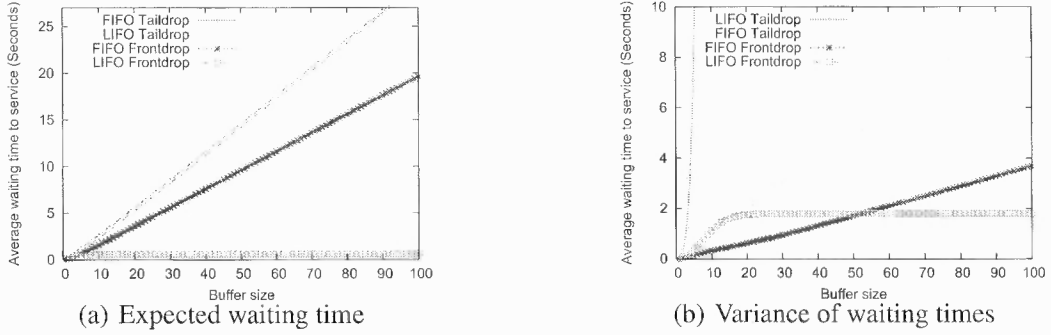 FIFO Taildrop
LIFO Taildrop
FIFO Frontdrop
LIFO Frontdrop
Average waiting time to service (Seconds)
25
20
15
10
5
0
0 10 20 30 40 50 60 70 80 90 100
Buffer size
(a) Expected waiting time
LIFO Taildrop
FIFO Taildrop
FIFO Frontdrop
LIFO Frontdrop
Average waiting time to service (Seconds)
10
8
6
4
2
0
0 10 20 30 40 50 60 70 80 90 100
Buffer size
(b) Variance of waiting times